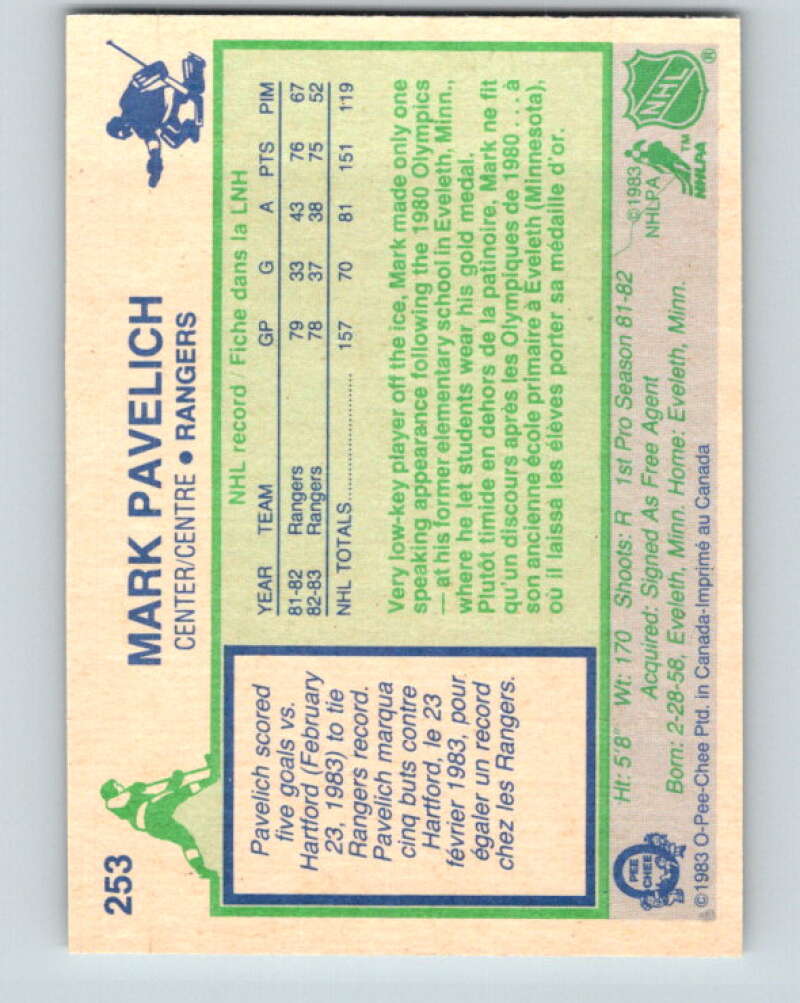 253
MARK PAVELICH
CENTER/CENTRE • RANGERS
Pavelich scored
five goals vs.
Hartford (February
23, 1983) to tie
Rangers record.
Pavelich marqua
cinq buts contre
Hartford, le 23
février 1983, pour
égaler un record
chez les Rangers.
NHL record / Fiche dans la LNH
YEAR TEAM GP G A PTS PIM
81-82 Rangers 79 33 43 76 67
82-83 Rangers 78 37 38 75 52
NHL TOTALS 157 70 81 151 119
Very low-key player off the ice, Mark made only one
speaking appearance following the 1980 Olympics
— at his former elementary school in Eveleth, Minn.,
where he let students wear his gold medal.
Plutôt timide en dehors de la patinoire, Mark ne fit
qu'un discours après les Olympiques de 1980. . . à
son ancienne école primaire à Eveleth (Minnesota),
où il laissa les élèves porter sa médaille d'or.
Ht: 5'8" Wt: 170 Shoots: R 1st Pro Season 81-82
Acquired: Signed As Free Agent
Born: 2-28-58, Eveleth, Minn. Home: Eveleth, Minn.
©1983 O-Pee-Chee Ptd. in Canada-Imprimé au Canada
O
PEE
CHEE
©1983
NHLPA
NHLPA
TM
NHL
®